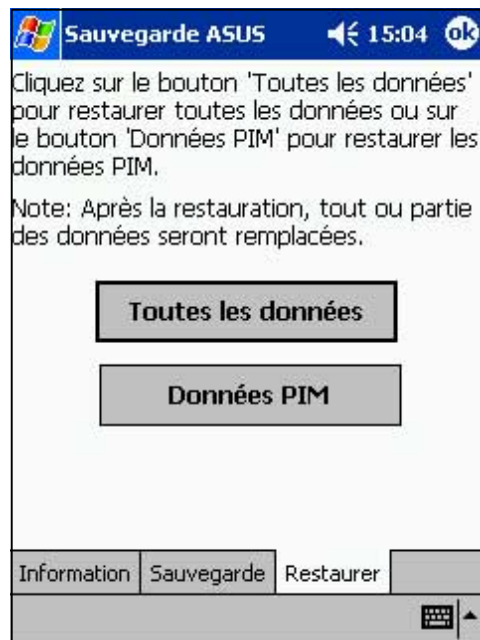 Sauvegarde ASUS 15:04 ok
Cliquez sur le bouton 'Toutes les données'
pour restaurer toutes les données ou sur
le bouton 'Données PIM' pour restaurer les
données PIM.
Note: Après la restauration, tout ou partie
des données seront remplacées.
Toutes les données
Données PIM
Information Sauvegarde Restaurer